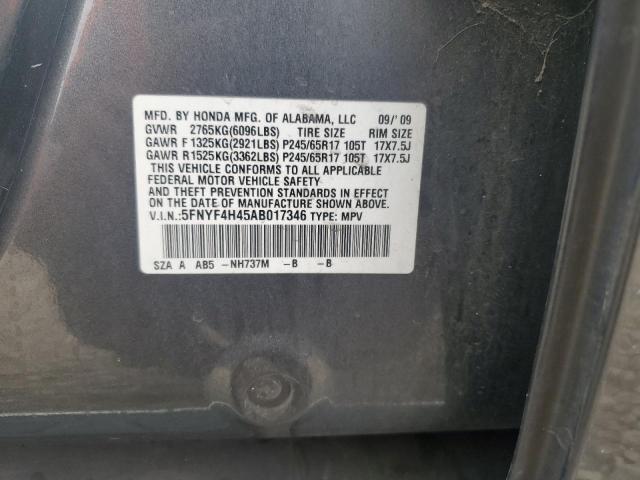 MFD. BY HONDA MFG. OF ALABAMA, LLC 09/'09
GVWR 2765KG(6096LBS) TIRE SIZE RIM SIZE
GAWR F 1325KG(2921LBS) P245/65R17 105T 17X7.5J
GAWR R1525KG(3362LBS) P245/65R17 105T 17X7.5J
THIS VEHICLE CONFORMS TO ALL APPLICABLE
FEDERAL MOTOR VEHICLE SAFETY
AND THEFT PREVENTION STANDARDS IN EFFECT
ON THE DATE OF MANUFACTURE SHOWN ABOVE.
V.I.N.:5FNYF4H45AB017346 TYPE: MPV
SZA A AB5 -NH737M -B -B